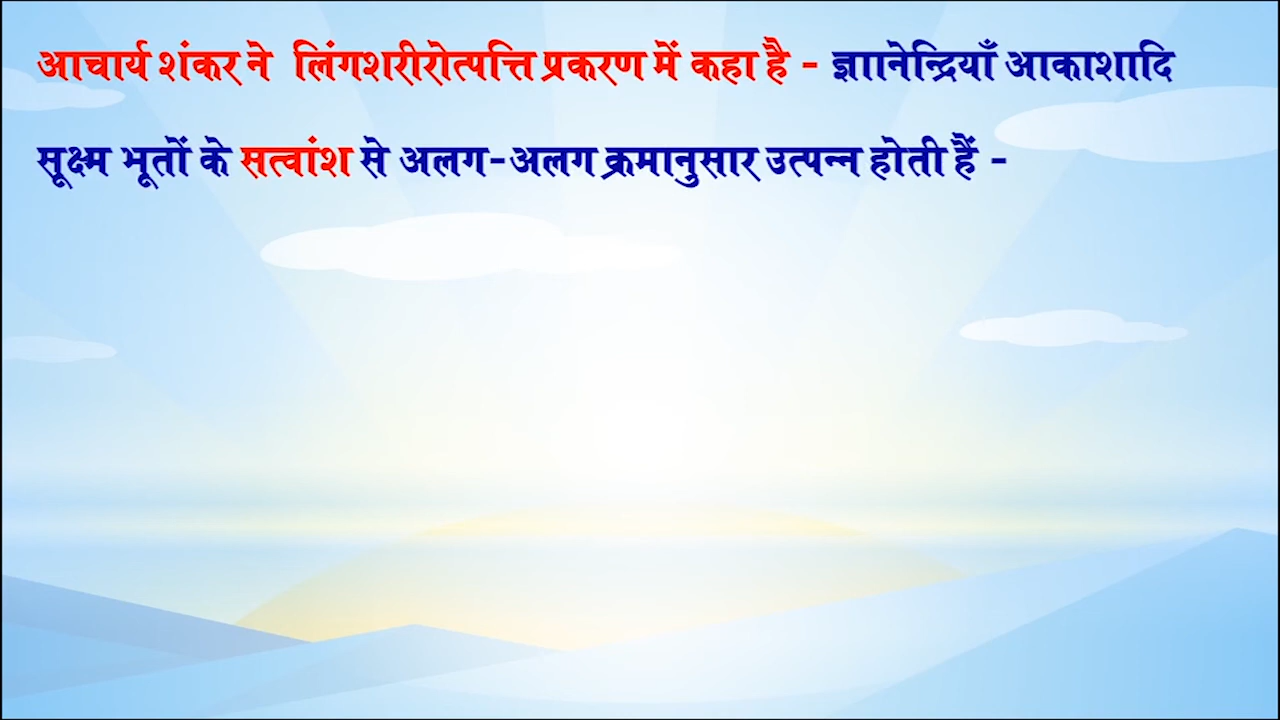 आचार्य शंकर ने लिंगशरीरोत्पत्ति प्रकरण में कहा है - ज्ञाानेन्द्रियाँ आकाशादि
सूक्ष्म भूतों के सत्वांश से अलग-अलग क्रमानुसार उत्पन्न होती हैं -